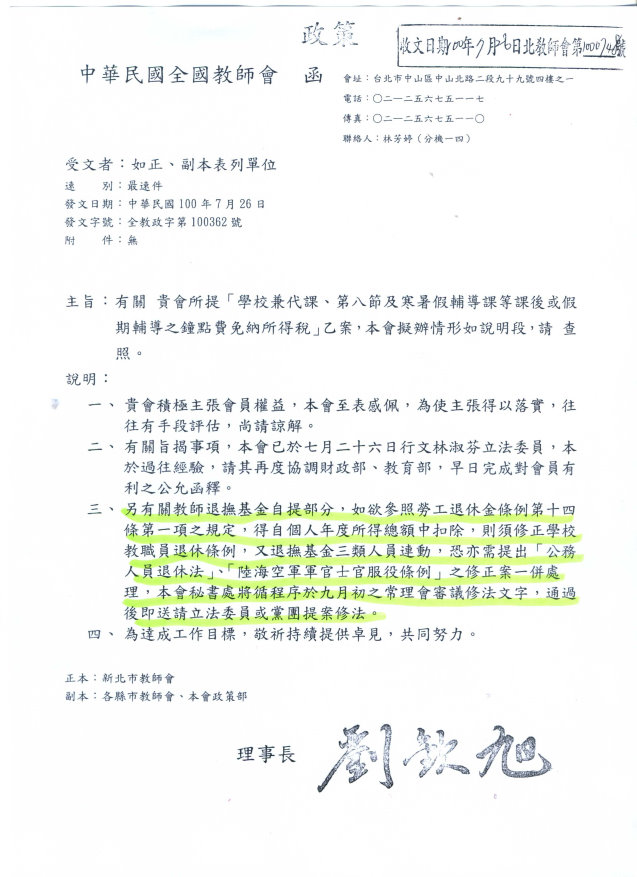 政策
收文日期100年7月26日北教師會第
中華民國全國教師會　函
會址：台北市中山區中山北路二段九十九號四樓之一
電話：〇二—二五六七五一一七
傳真：〇二—二五六七五一一〇
聯絡人：林芳婷（分機一四）
受文者：如正、副本表列單位
速　　別：最速件
發文日期：中華民國 100 年 7 月 26 日
發文字號：全教政字第 100362 號
附　　件：無
主旨：有關 貴會所提「學校兼代課、第八節及寒暑假輔導課等課後或假
期輔導之鐘點費免納所得稅」乙案，本會擬辦情形如說明段，請 查
照。
說明：
一、貴會積極主張會員權益，本會至表感佩，為使主張得以落實，往
往有手段評估，尚請諒解。
二、有關旨揭事項，本會已於七月二十六日行文林淑芬立法委員，本
於過往經驗，請其再度協調財政部、教育部，早日完成對會員有
利之公允函釋。
三、另有關教師退撫基金自提部分，如欲參照勞工退休金條例第十四
條第一項之規定，得自個人年度所得總額中扣除，則須修正學校
教職員退休條例，又退撫基金三類人員連動，恐亦需提出「公務
人員退休法」、「陸海空軍軍官士官服役條例」之修正案一併處
理，本會秘書處將循程序於九月初之常理會審議修法文字，通過
後即送請立法委員或黨團提案修法。
四、為達成工作目標，敬祈持續提供卓見，共同努力。
正本：新北市教師會
副本：各縣市教師會、本會政策部
理事長　劉欽旭